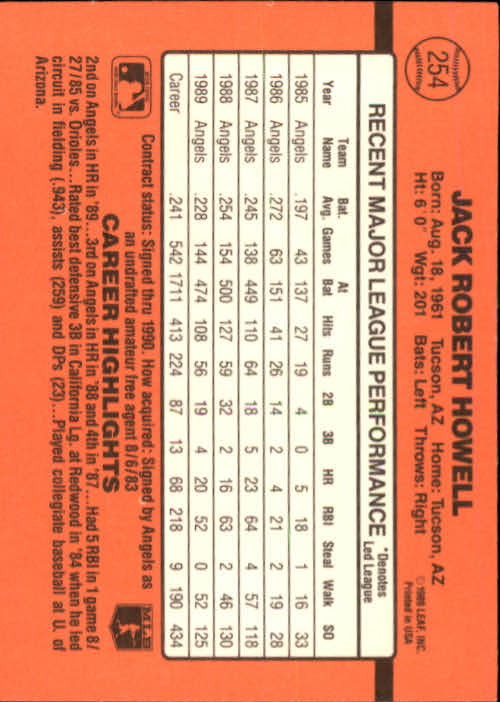 254
JACK ROBERT HOWELL
Born: Aug. 18, 1961 Tucson, AZ Home: Tucson, AZ
Ht: 6' 0" Wgt: 201 Bats: Left Throws: Right
© 1989 LEAF, INC.
Printed in USA
RECENT MAJOR LEAGUE PERFORMANCE *Denotes Led League
Year Team Name Bat. Avg. Games At Bat Hits Runs 2B 3B HR RBI Steal Walk SO
1985 Angels .197 43 137 27 19 4 0 5 18 1 16 33
1986 Angels .272 63 151 41 26 14 2 4 21 2 19 28
1987 Angels .245 138 449 110 64 18 5 23 64 4 57 118
1988 Angels .254 154 500 127 59 32 2 16 63 2 46 130
1989 Angels .228 144 474 108 56 19 4 20 52 0 52 125
Career .241 542 1711 413 224 87 13 68 218 9 190 434
Contract status: Signed thru 1990. How acquired: Signed by Angels as
an undrafted amateur free agent 8/6/83
MLBPA
CAREER HIGHLIGHTS
2nd on Angels in HR in '89...3rd on Angels in HR in '88 and 4th in '87...Had 5 RBI in 1 game 8/
27/85 vs. Orioles...Rated best defensive 3B in California Lg. at Redwood in '84 when he led
circuit in fielding (.943), assists (259) and DPs (23)...Played collegiate baseball at U. of
Arizona.